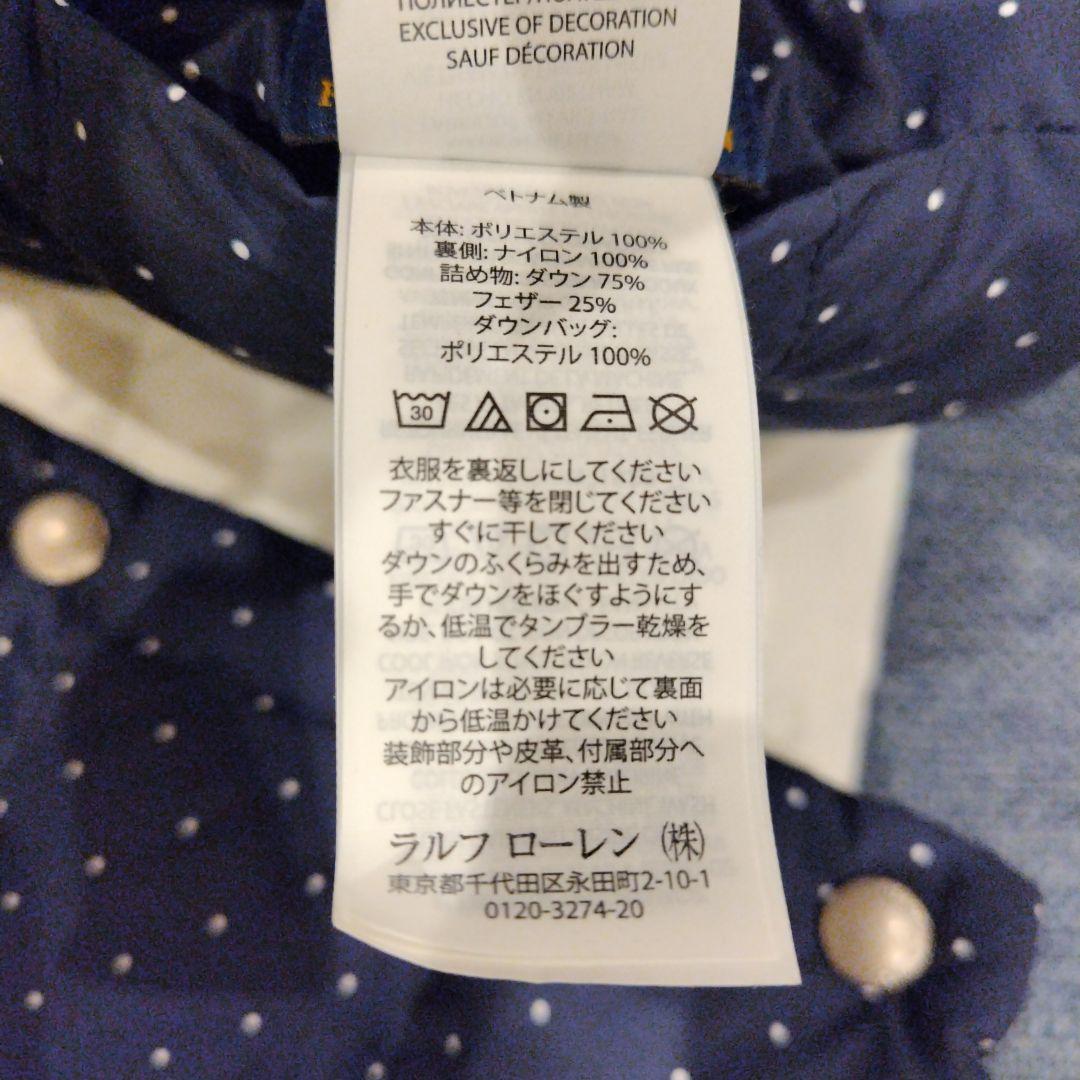 EXCLUSIVE OF DECORATION
SAUF DÉCORATION
ベトナム製
本体: ポリエステル 100%
裏側: ナイロン 100%
詰め物: ダウン 75%
フェザー 25%
ダウンバッグ:
ポリエステル 100%
30
衣服を裏返しにしてください
ファスナー等を閉じてください
すぐに干してください
ダウンのふくらみを出すため、
手でダウンをほぐすようにす
るか、低温でタンブラー乾燥を
してください
アイロンは必要に応じて裏面
から低温かけてください
装飾部分や皮革、付属部分へ
のアイロン禁止
ラルフ ローレン (株)
東京都千代田区永田町2-10-1
0120-3274-20